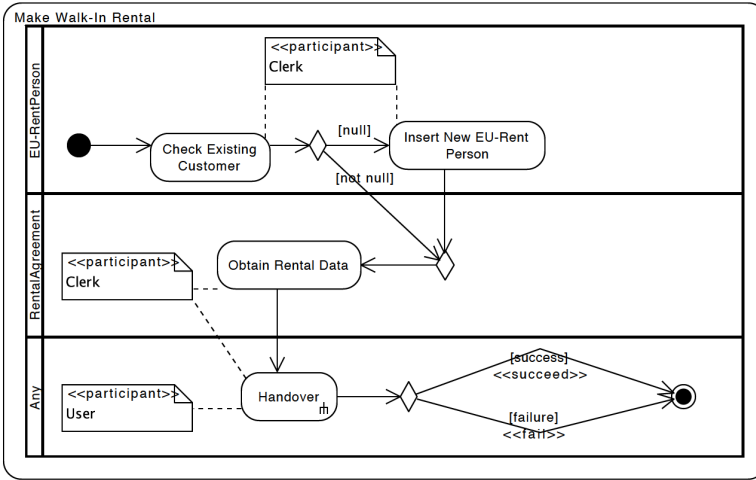 Make Walk-In Rental
EU-RentPerson
<<participant>>
Clerk
Check Existing
Customer
[null]
Insert New EU-Rent
Person
[not null]
RentalAgreement
<<participant>>
Clerk
Obtain Rental Data
Any
<<participant>>
User
Handover
[success]
<<succeed>>
[failure]
<<fail>>